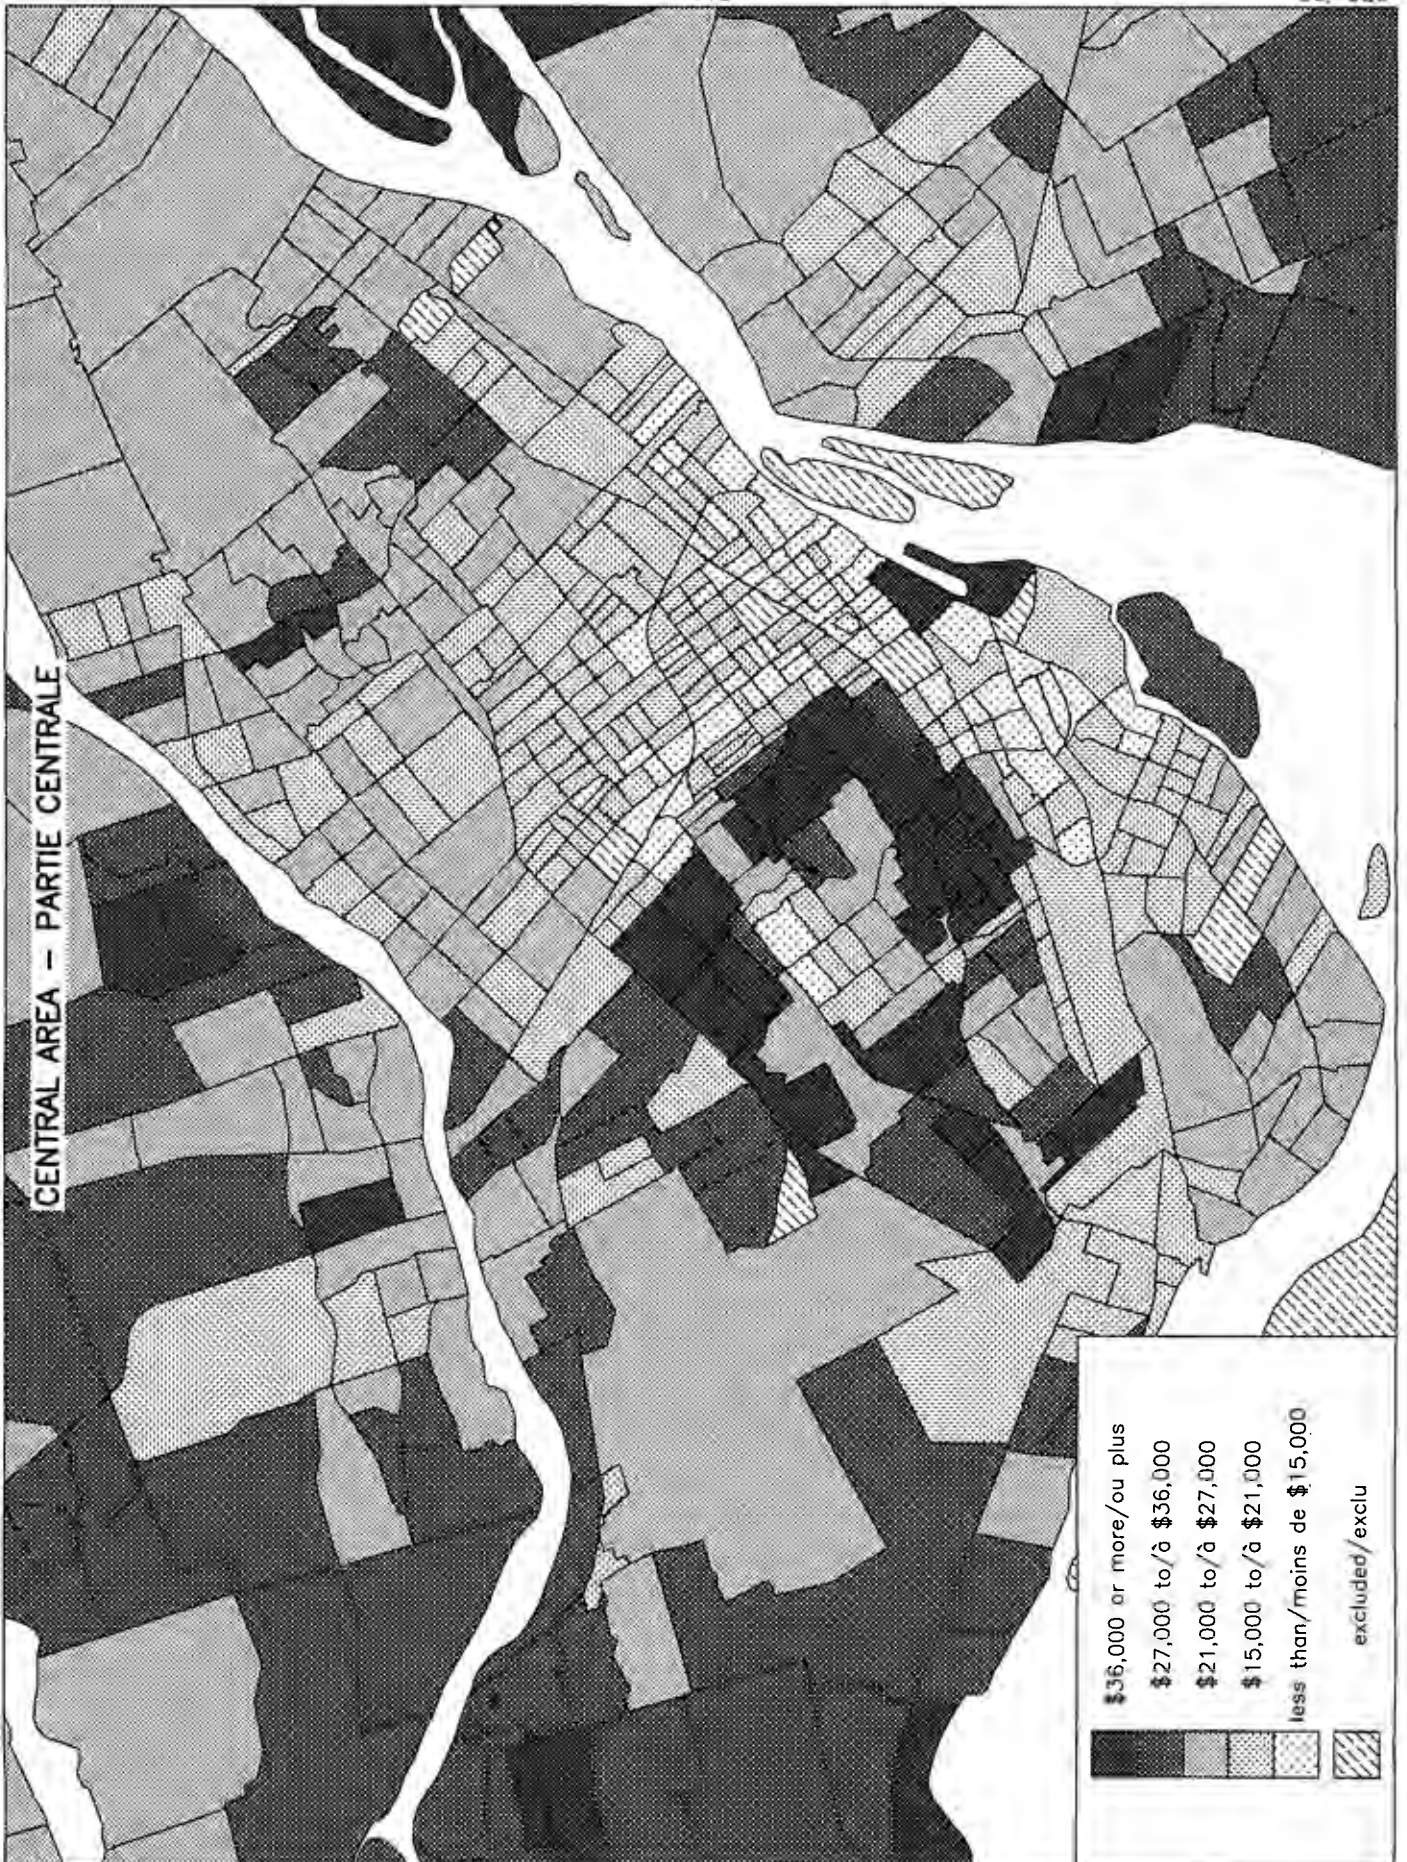 CENTRAL AREA – PARTIE CENTRALE
$36,000 or more/ou plus
$27,000 to/à $36,000
$21,000 to/à $27,000
$15,000 to/à $21,000
less than/moins de $15,000
excluded/exclu